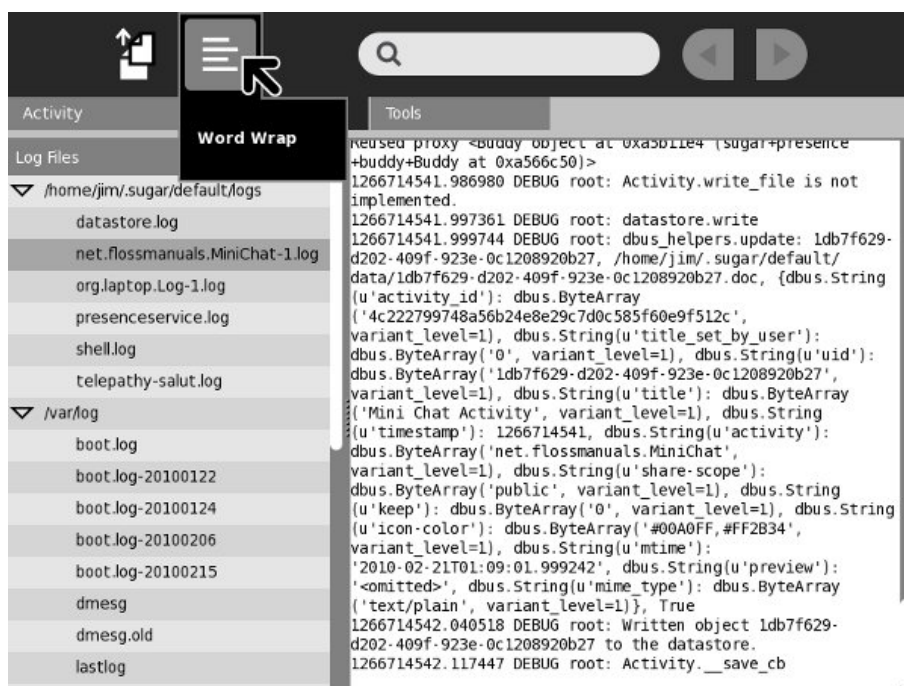 Activity
Tools
Word Wrap
Log Files
/home/jim/.sugar/default/logs
datastore.log
net.flossmanuals.MiniChat-1.log
org.laptop.Log-1.log
presenceservice.log
shell.log
telepathy-salut.log
/var/log
boot.log
boot.log-20100122
boot.log-20100124
boot.log-20100206
boot.log-20100215
dmesg
dmesg.old
lastlog
Reused proxy <Buddy object at 0xa5b11e4 (sugar+presence
+buddy+Buddy at 0xa566c50)>
1266714541.986980 DEBUG root: Activity.write_file is not
implemented.
1266714541.997361 DEBUG root: datastore.write
1266714541.999744 DEBUG root: dbus_helpers.update: 1db7f629-
d202-409f-923e-0c1208920b27, /home/jim/.sugar/default/
data/1db7f629-d202-409f-923e-0c1208920b27.doc, {dbus.String
(u'activity_id'): dbus.ByteArray
('4c222799748a56b24e8e29c7d0c585f60e9f512c',
variant_level=1), dbus.String(u'title_set_by_user'):
dbus.ByteArray('0', variant_level=1), dbus.String(u'uid'):
dbus.ByteArray('1db7f629-d202-409f-923e-0c1208920b27',
variant_level=1), dbus.String(u'title'): dbus.ByteArray
('Mini Chat Activity', variant_level=1), dbus.String
(u'timestamp'): 1266714541, dbus.String(u'activity'):
dbus.ByteArray('net.flossmanuals.MiniChat',
variant_level=1), dbus.String(u'share-scope'):
dbus.ByteArray('public', variant_level=1), dbus.String
(u'keep'): dbus.ByteArray('0', variant_level=1), dbus.String
(u'icon-color'): dbus.ByteArray('#00A0FF,#FF2B34',
variant_level=1), dbus.String(u'mtime'):
'2010-02-21T01:09:01.999242', dbus.String(u'preview'):
'<omitted>', dbus.String(u'mime_type'): dbus.ByteArray
('text/plain', variant_level=1)}, True
1266714542.040518 DEBUG root: Written object 1db7f629-
d202-409f-923e-0c1208920b27 to the datastore.
1266714542.117447 DEBUG root: Activity.__save_cb